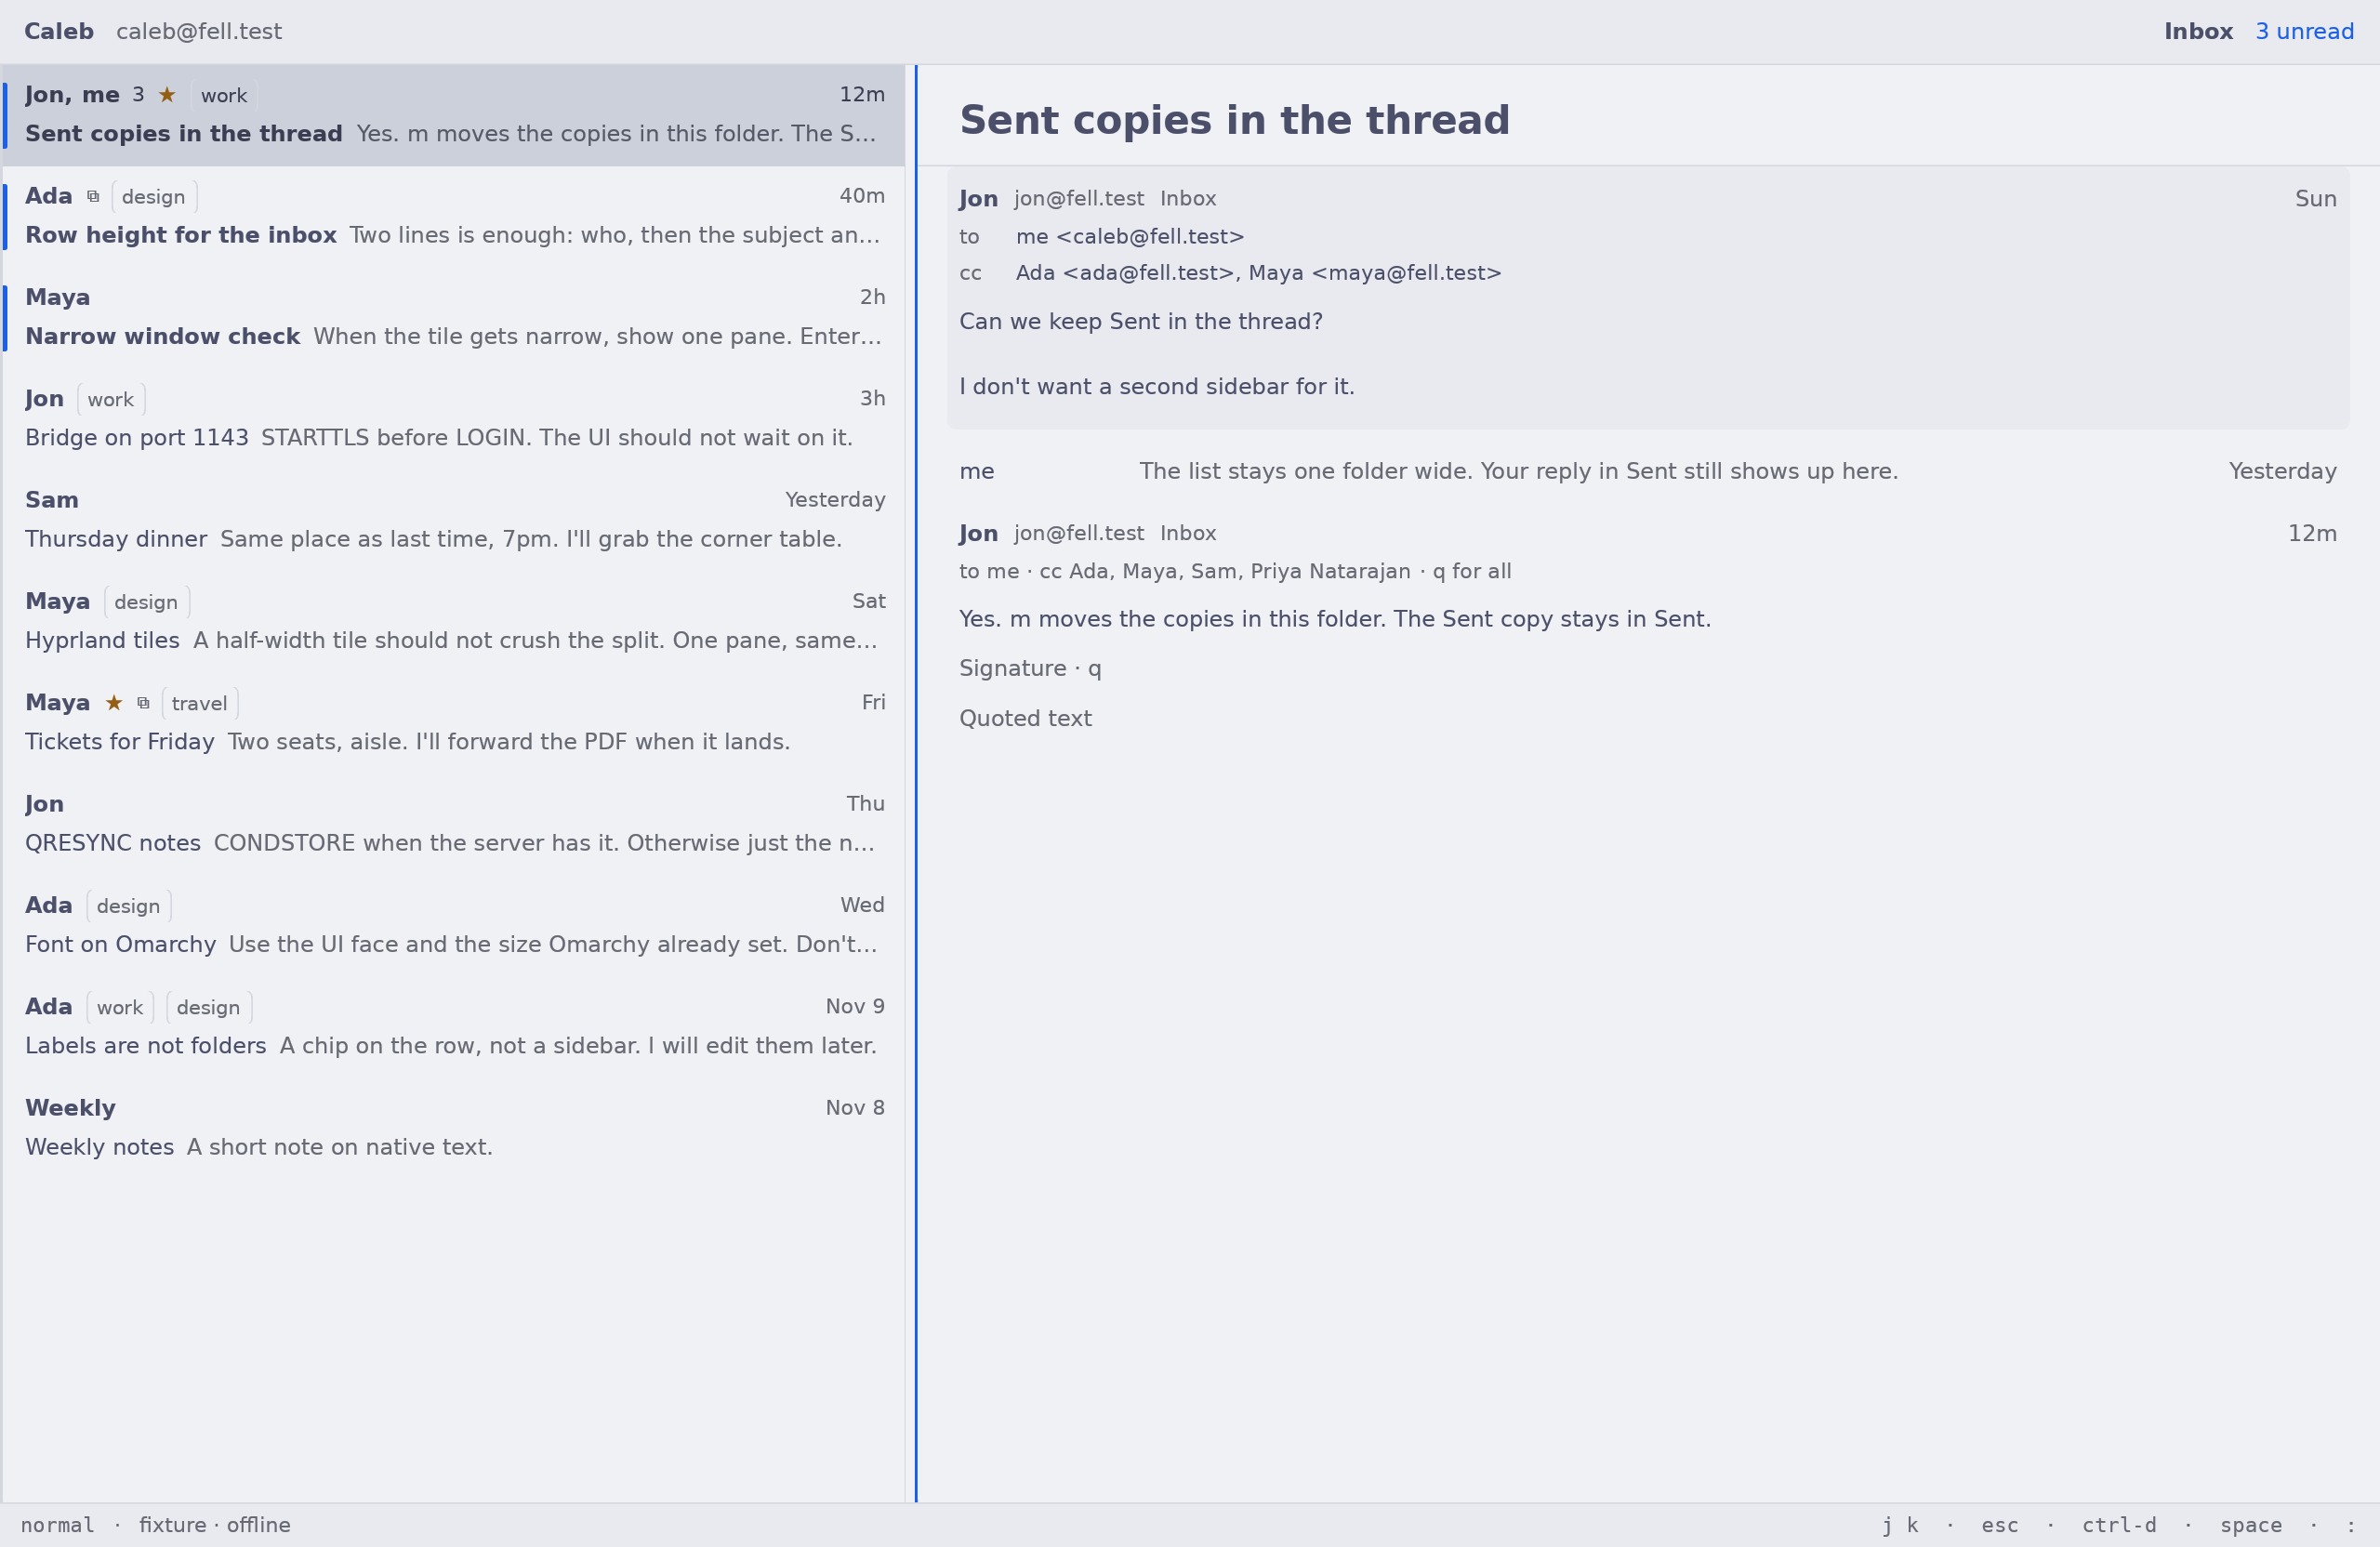 Caleb caleb@fell.test
Inbox 3 unread
Jon, me 3 ★ work 12m
Sent copies in the thread Yes. m moves the copies in this folder. The S…
Ada ⧉ design 40m
Row height for the inbox Two lines is enough: who, then the subject an…
Maya 2h
Narrow window check When the tile gets narrow, show one pane. Enter…
Jon work 3h
Bridge on port 1143 STARTTLS before LOGIN. The UI should not wait on it.
Sam Yesterday
Thursday dinner Same place as last time, 7pm. I'll grab the corner table.
Maya design Sat
Hyprland tiles A half-width tile should not crush the split. One pane, same…
Maya ★ ⧉ travel Fri
Tickets for Friday Two seats, aisle. I'll forward the PDF when it lands.
Jon Thu
QRESYNC notes CONDSTORE when the server has it. Otherwise just the n…
Ada design Wed
Font on Omarchy Use the UI face and the size Omarchy already set. Don't…
Ada work design Nov 9
Labels are not folders A chip on the row, not a sidebar. I will edit them later.
Weekly Nov 8
Weekly notes A short note on native text.
Sent copies in the thread
Jon jon@fell.test Inbox Sun
to me <caleb@fell.test>
cc Ada <ada@fell.test>, Maya <maya@fell.test>
Can we keep Sent in the thread?
I don't want a second sidebar for it.
me The list stays one folder wide. Your reply in Sent still shows up here. Yesterday
Jon jon@fell.test Inbox 12m
to me · cc Ada, Maya, Sam, Priya Natarajan · q for all
Yes. m moves the copies in this folder. The Sent copy stays in Sent.
Signature · q
Quoted text
normal · fixture · offline
j k · esc · ctrl-d · space · :